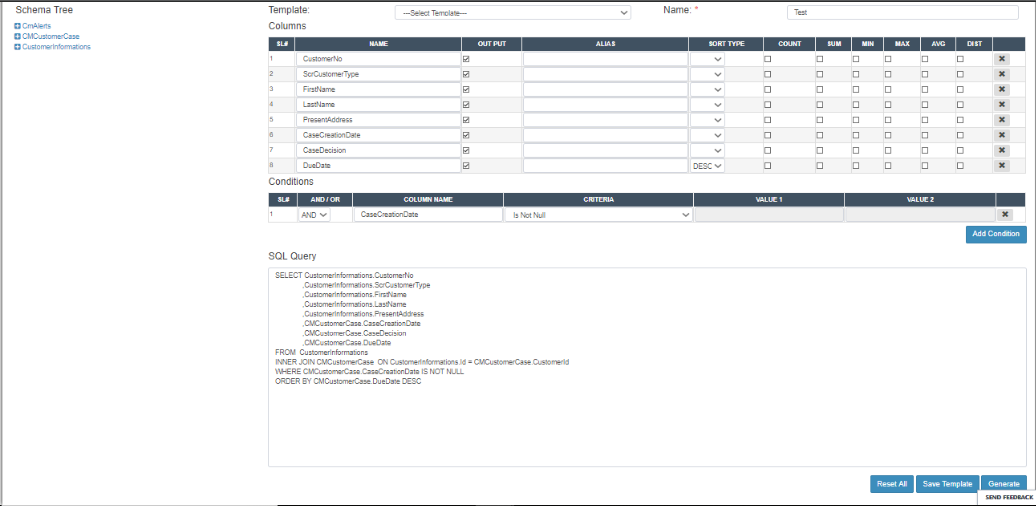 Schema Tree
CmAlerts
CMCustomerCase
CustomerInformations
Template:
---Select Template---
Name: *
Test
Columns
SL# NAME OUT PUT ALIAS SORT TYPE COUNT SUM MIN MAX AVG DIST
1 CustomerNo
2 ScrCustomerType
3 FirstName
4 LastName
5 PresentAddress
6 CaseCreationDate
7 CaseDecision
8 DueDate DESC
Conditions
SL# AND / OR COLUMN NAME CRITERIA VALUE 1 VALUE 2
1 AND CaseCreationDate Is Not Null
Add Condition
SQL Query
SELECT CustomerInformations.CustomerNo
,CustomerInformations.ScrCustomerType
,CustomerInformations.FirstName
,CustomerInformations.LastName
,CustomerInformations.PresentAddress
,CMCustomerCase.CaseCreationDate
,CMCustomerCase.CaseDecision
,CMCustomerCase.DueDate
FROM CustomerInformations
INNER JOIN CMCustomerCase ON CustomerInformations.Id = CMCustomerCase.CustomerId
WHERE CMCustomerCase.CaseCreationDate IS NOT NULL
ORDER BY CMCustomerCase.DueDate DESC
Reset All Save Template Generate
SEND FEEDBACK